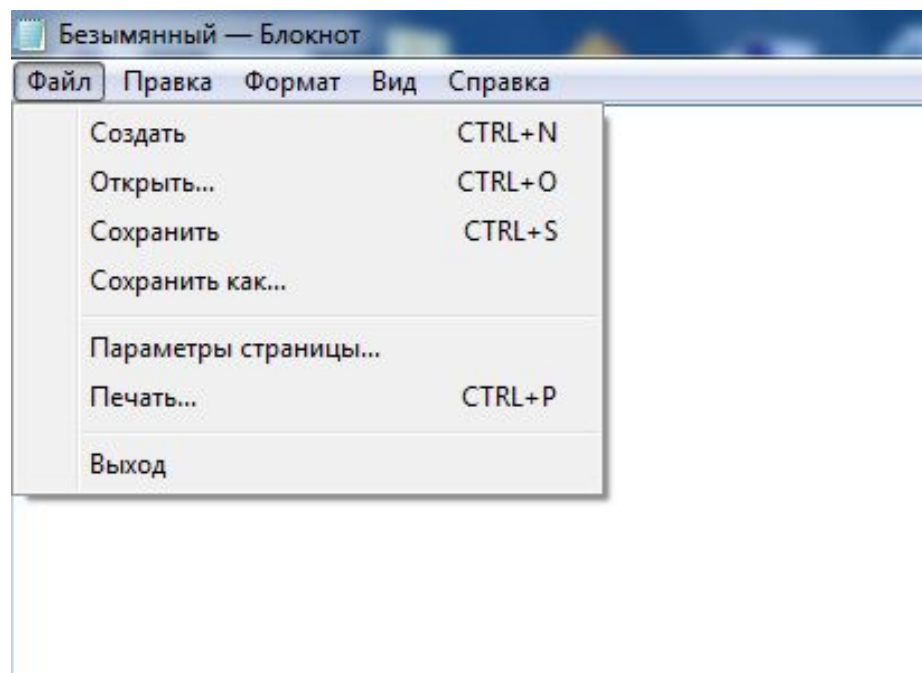 Безымянный — Блокнот
Файл Правка Формат Вид Справка
Создать CTRL+N
Открыть... CTRL+O
Сохранить CTRL+S
Сохранить как...
Параметры страницы...
Печать... CTRL+P
Выход